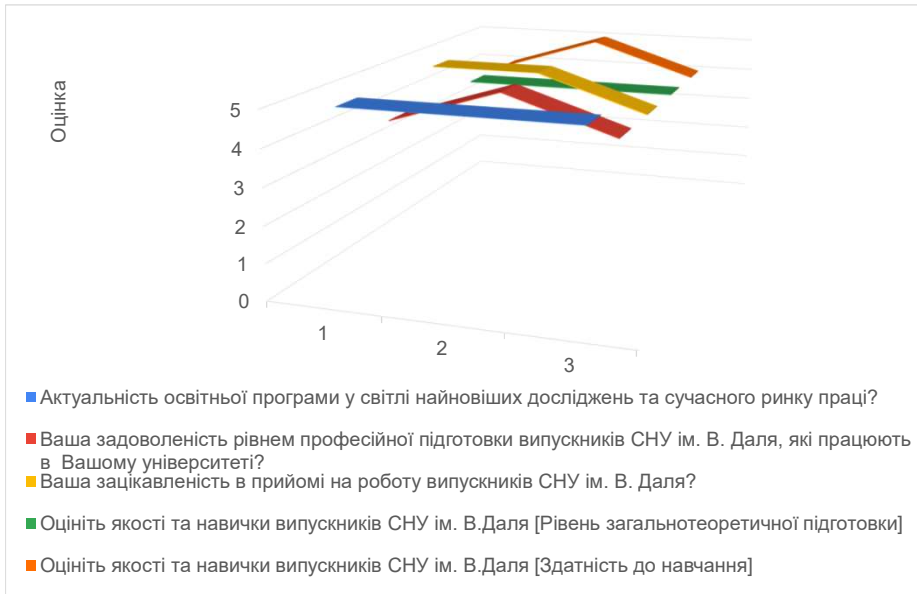 Оцінка
5
4
3
2
1
0
1
2
3
Актуальність освітньої програми у світлі найновіших досліджень та сучасного ринку праці?
Ваша задоволеність рівнем професійної підготовки випускників СНУ ім. В. Даля, які працюють
в Вашому університеті?
Ваша зацікавленість в прийомі на роботу випускників СНУ ім. В. Даля?
Оцініть якості та навички випускників СНУ ім. В.Даля [Рівень загальнотеоретичної підготовки]
Оцініть якості та навички випускників СНУ ім. В.Даля [Здатність до навчання]